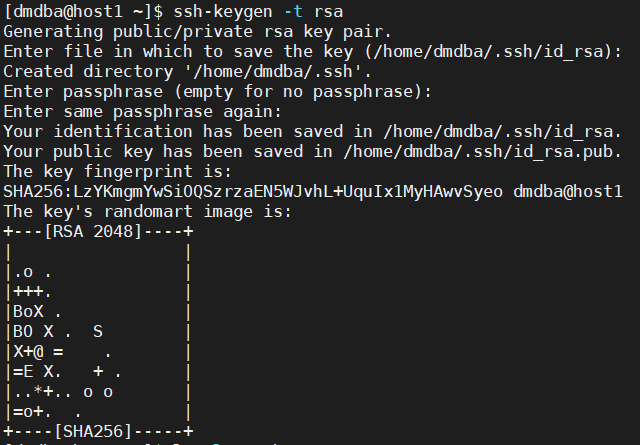 [dmdba@host1 ~]$ ssh-keygen -t rsa
Generating public/private rsa key pair.
Enter file in which to save the key (/home/dmdba/.ssh/id_rsa):
Created directory '/home/dmdba/.ssh'.
Enter passphrase (empty for no passphrase):
Enter same passphrase again:
Your identification has been saved in /home/dmdba/.ssh/id_rsa.
Your public key has been saved in /home/dmdba/.ssh/id_rsa.pub.
The key fingerprint is:
SHA256:LzYKmgmYwSiOQSzrzaEN5WJvhL+UquIx1MyHAwvSyeo dmdba@host1
The key's randomart image is:
+---[RSA 2048]----+
|                 |
|.o .             |
|+++.             |
|BoX .            |
|BO X .  S        |
|X+@ =    .       |
|=E X.   + .      |
|..*+.. o o       |
|=o+.  .          |
+----[SHA256]-----+